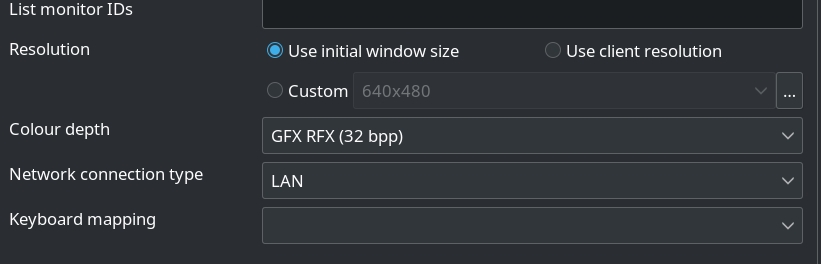 List monitor IDs
Resolution
Use initial window size
Use client resolution
Custom
640x480
...
Colour depth
GFX RFX (32 bpp)
Network connection type
LAN
Keyboard mapping